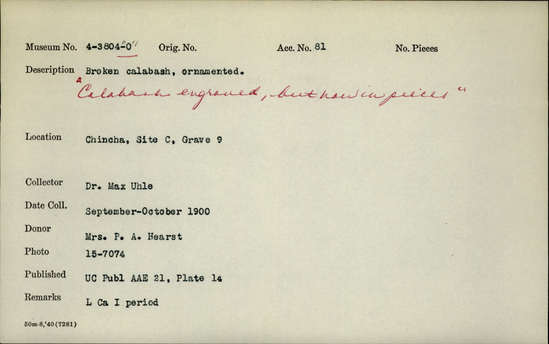 Museum No. 4-3804"0" Orig. No. Acc. No. 81 No. Pieces
Description Broken calabash, ornamented.
"Calabash engraved, but now in pieces"
Location Chincha, Site C, Grave 9
Collector Dr. Max Uhle
Date Coll. September-October 1900
Donor Mrs. P. A. Hearst
Photo 15-7074
Published UC Publ AAE 21, Plate 14
Remarks L Ca I period
50m-8,'40(7281)